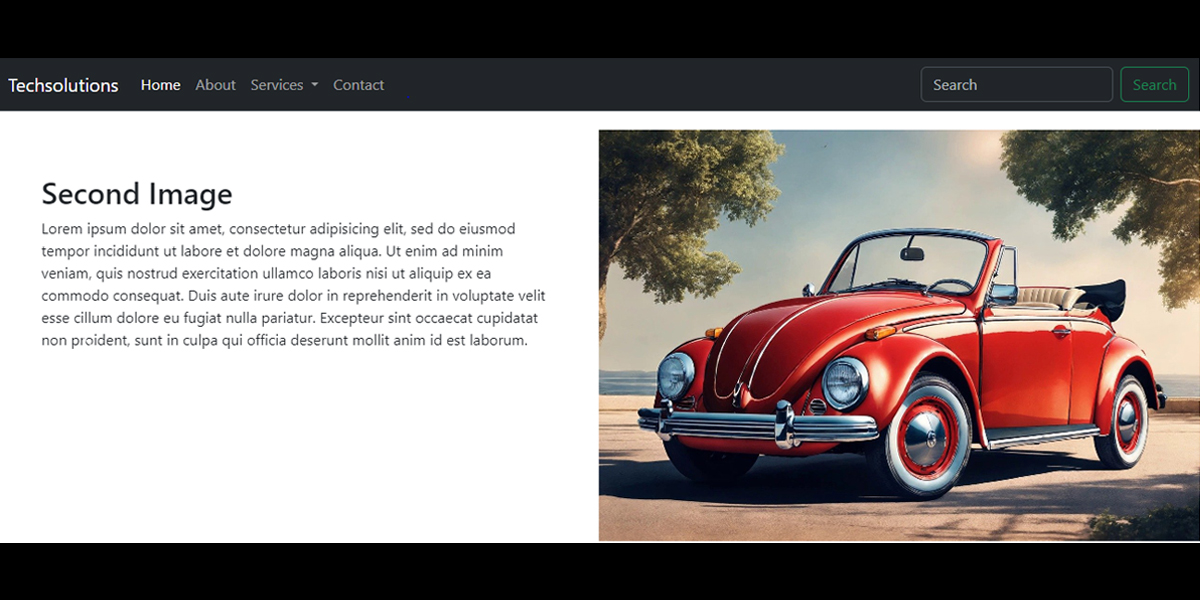 Techsolutions Home About Services Contact Search Search
Second Image
Lorem ipsum dolor sit amet, consectetur adipisicing elit, sed do eiusmod
tempor incididunt ut labore et dolore magna aliqua. Ut enim ad minim
veniam, quis nostrud exercitation ullamco laboris nisi ut aliquip ex ea
commodo consequat. Duis aute irure dolor in reprehenderit in voluptate velit
esse cillum dolore eu fugiat nulla pariatur. Excepteur sint occaecat cupidatat
non proident, sunt in culpa qui officia deserunt mollit anim id est laborum.